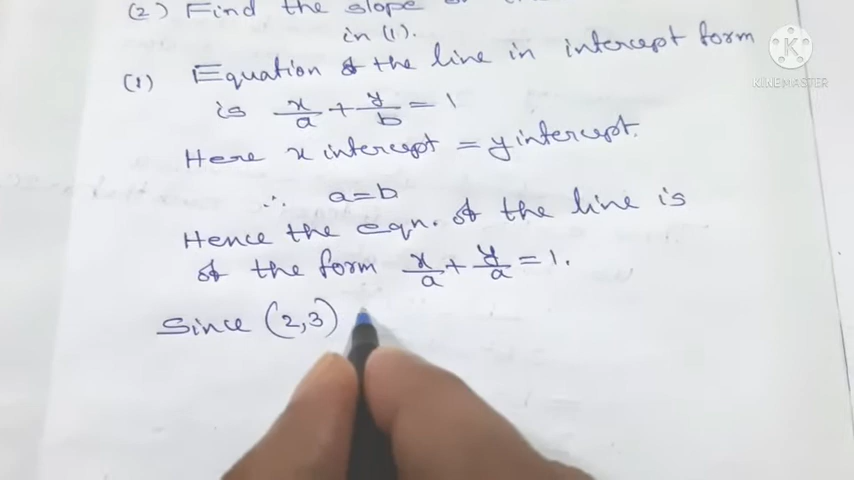 (2) Find the slope
in (1).
(1) Equation of the line in intercept form
is x/a + y/b = 1
Here x intercept = y intercept.
∴ a = b
Hence the eqn. of the line is
of the form x/a + y/a = 1.
Since (2,3)
K
KINEMASTER